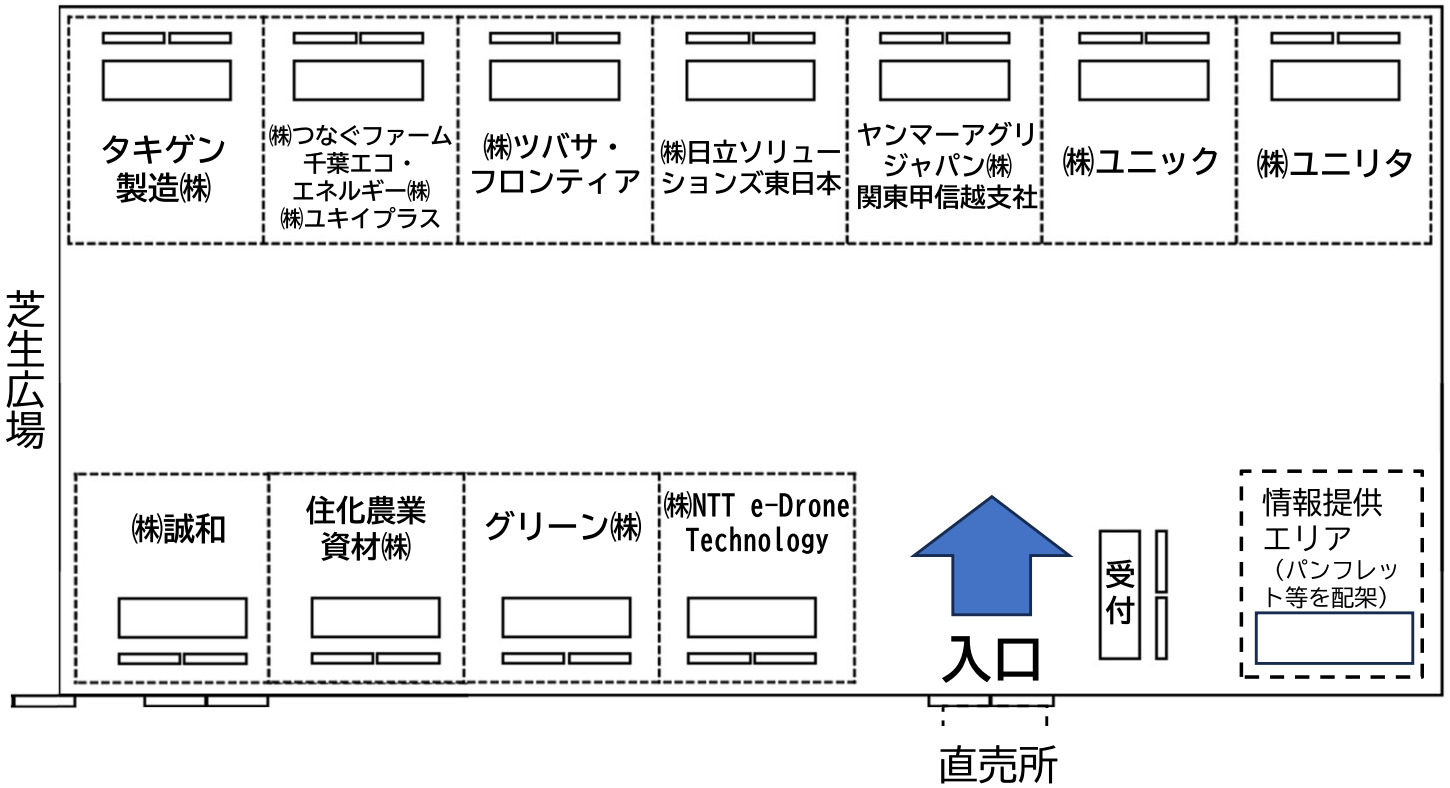 タキゲン
製造㈱
㈱つなぐファーム
千葉エコ・
エネルギー㈱
㈱ユキイプラス
㈱ツバサ・
フロンティア
㈱日立ソリュー
ションズ東日本
ヤンマーアグリ
ジャパン㈱
関東甲信越支社
㈱ユニック
㈱ユニリタ
芝生広場
㈱誠和
住化農業
資材㈱
グリーン㈱
㈱NTT e-Drone
Technology
入口
受付
情報提供
エリア
（パンフレッ
ト等を配架）
直売所